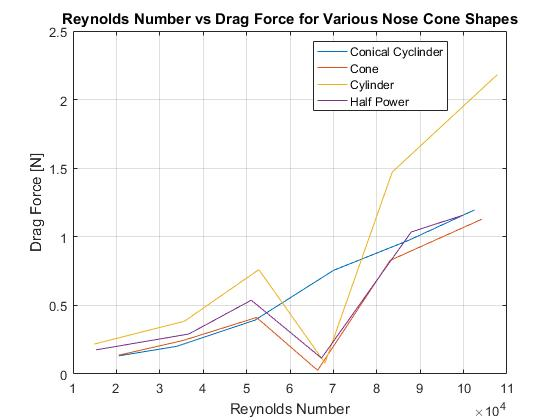 Reynolds Number vs Drag Force for Various Nose Cone Shapes
2.5
2
1.5
1
0.5
0
Drag Force [N]
Conical Cyclinder
Cone
Cylinder
Half Power
1 2 3 4 5 6 7 8 9 10 11
Reynolds Number
×10⁴